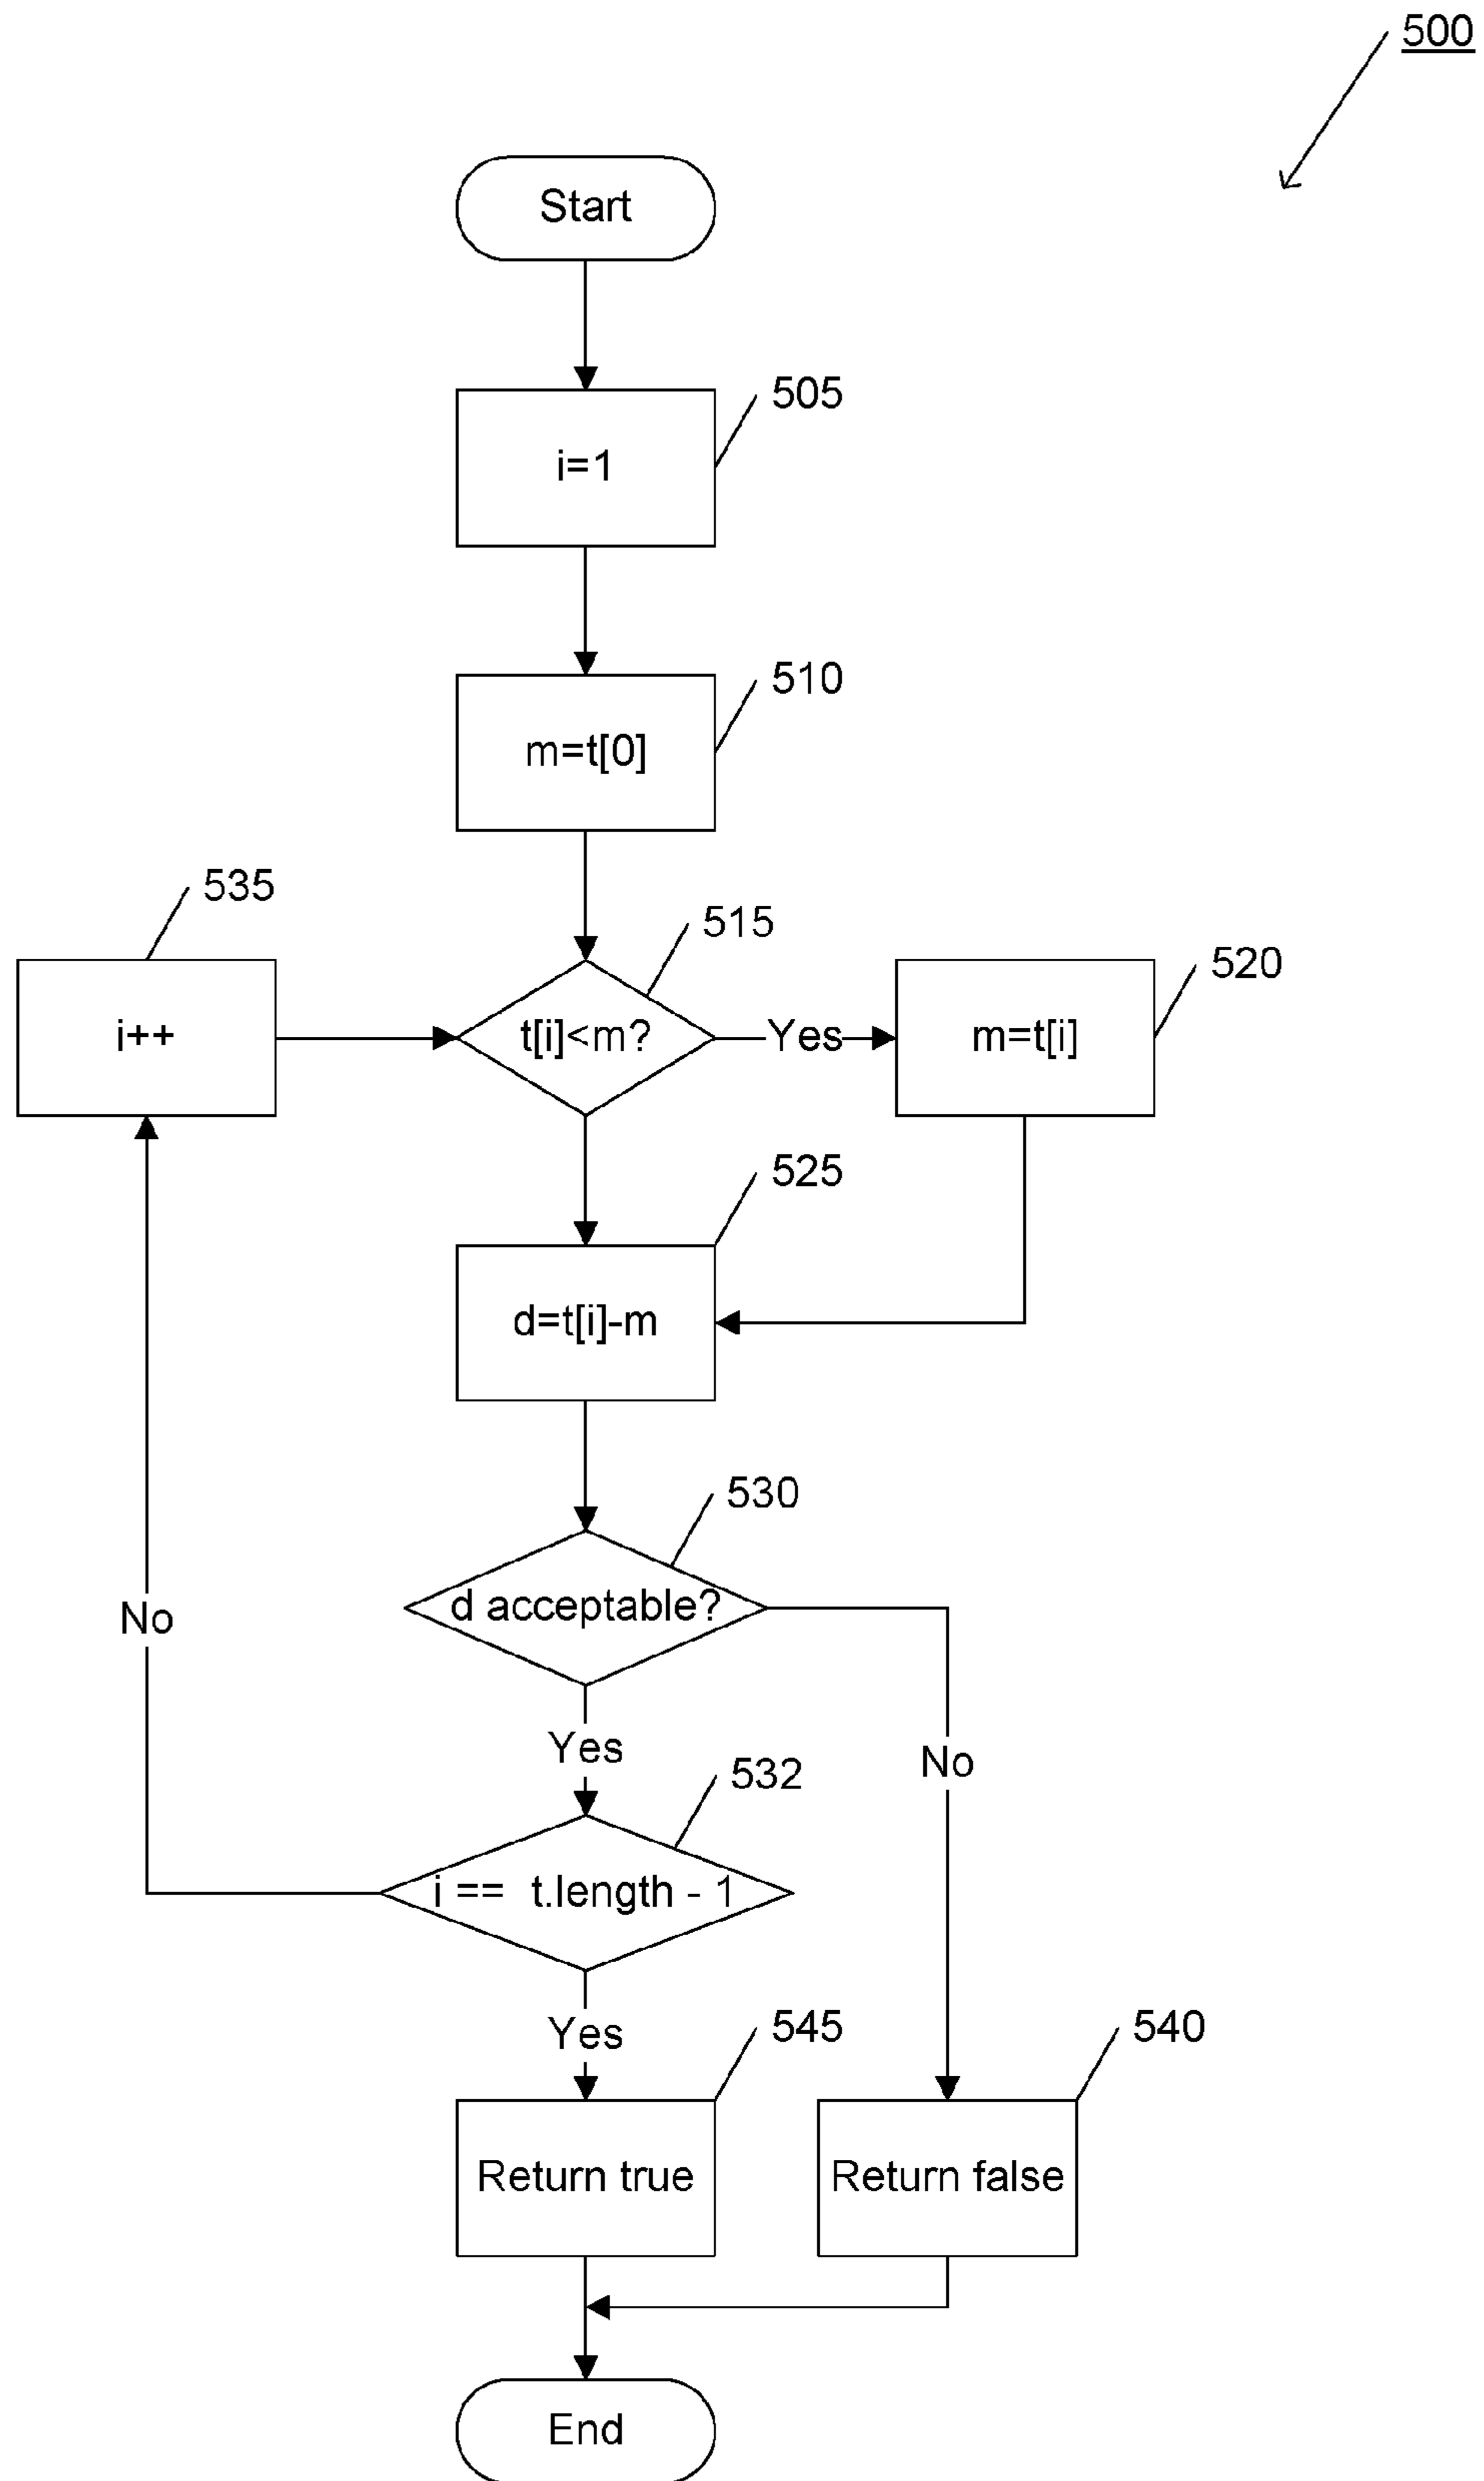 500
Start
505
i=1
510
m=t[0]
535
515
520
i++
t[i]<m?
Yes
m=t[i]
525
d=t[i]-m
530
d acceptable?
No
Yes
No
532
i == t.length - 1
Yes
545
540
Return true
Return false
End